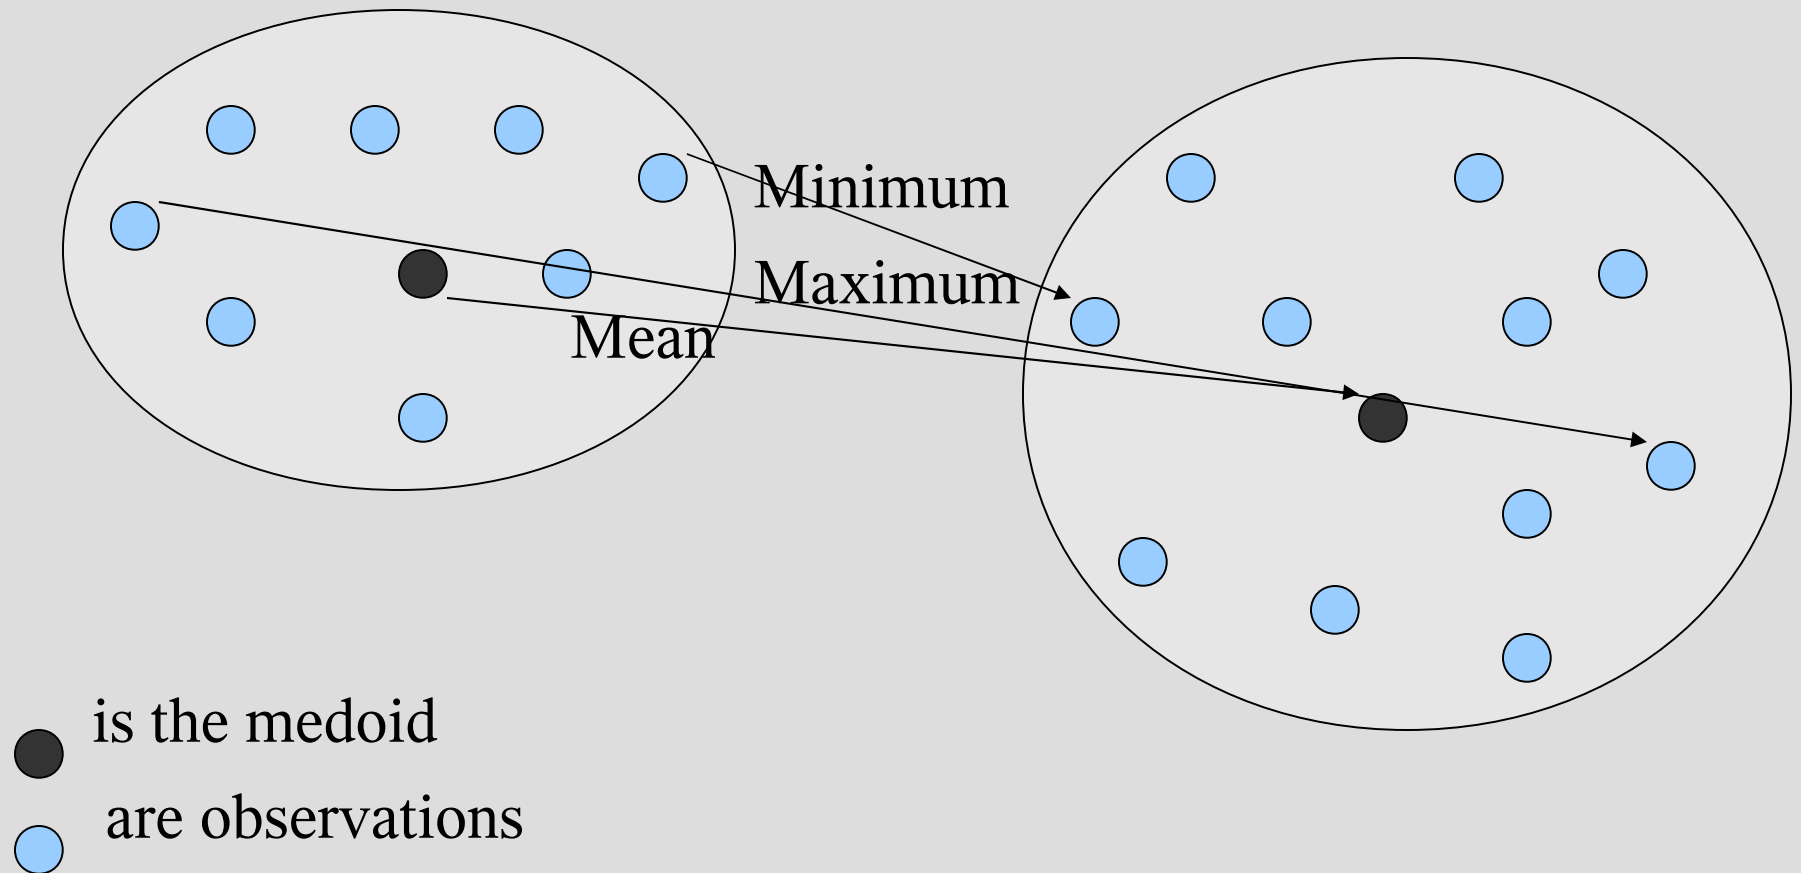 Minimum
Maximum
Mean
is the medoid
are observations